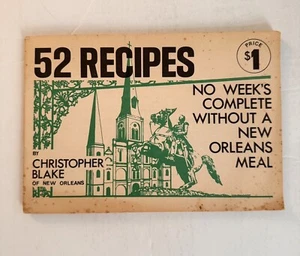 52 RECIPES
PRICE
$1
NO WEEK'S
COMPLETE
WITHOUT A
NEW
ORLEANS
MEAL
BY
CHRISTOPHER
BLAKE
OF NEW ORLEANS